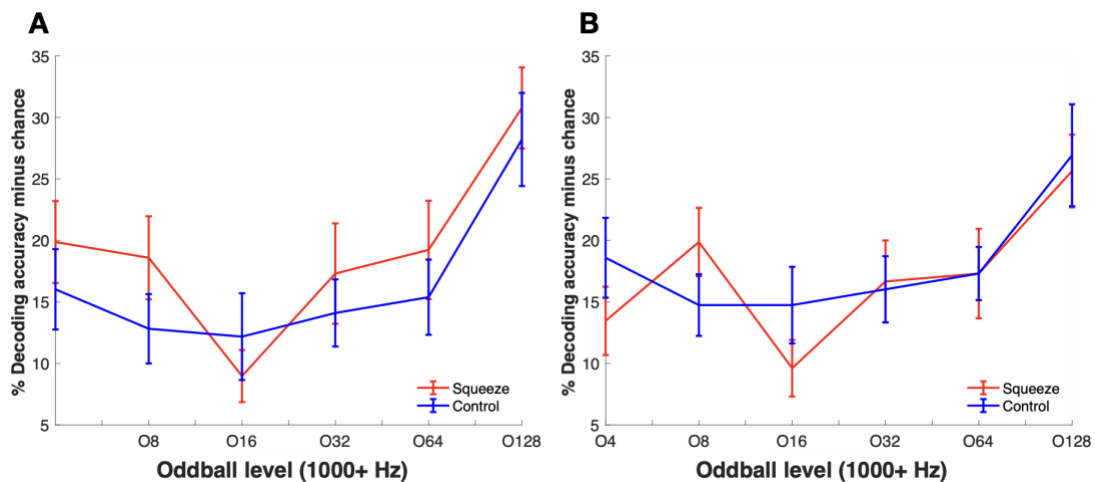 A
% Decoding accuracy minus chance
35
30
25
20
15
10
5
O8 O16 O32 O64 O128
Oddball level (1000+ Hz)
Squeeze
Control
B
% Decoding accuracy minus chance
35
30
25
20
15
10
5
O4 O8 O16 O32 O64 O128
Oddball level (1000+ Hz)
Squeeze
Control